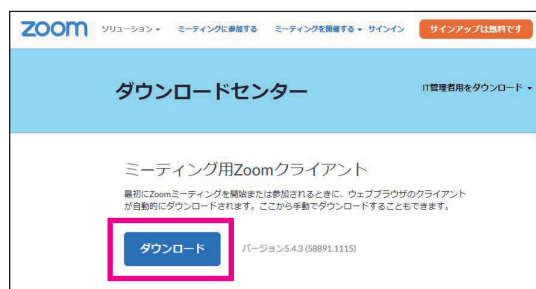 zoom ソリューション ミーティングに参加する ミーティングを開催する サインイン サインアップは無料です
ダウンロードセンター IT管理者用をダウンロード
ミーティング用Zoomクライアント
最初にZoomミーティングを開始または参加されるときに、ウェブブラウザのクライアント
が自動的にダウンロードされます。ここから手動でダウンロードすることもできます。
ダウンロード バージョン5.4.3 (58891.1115)